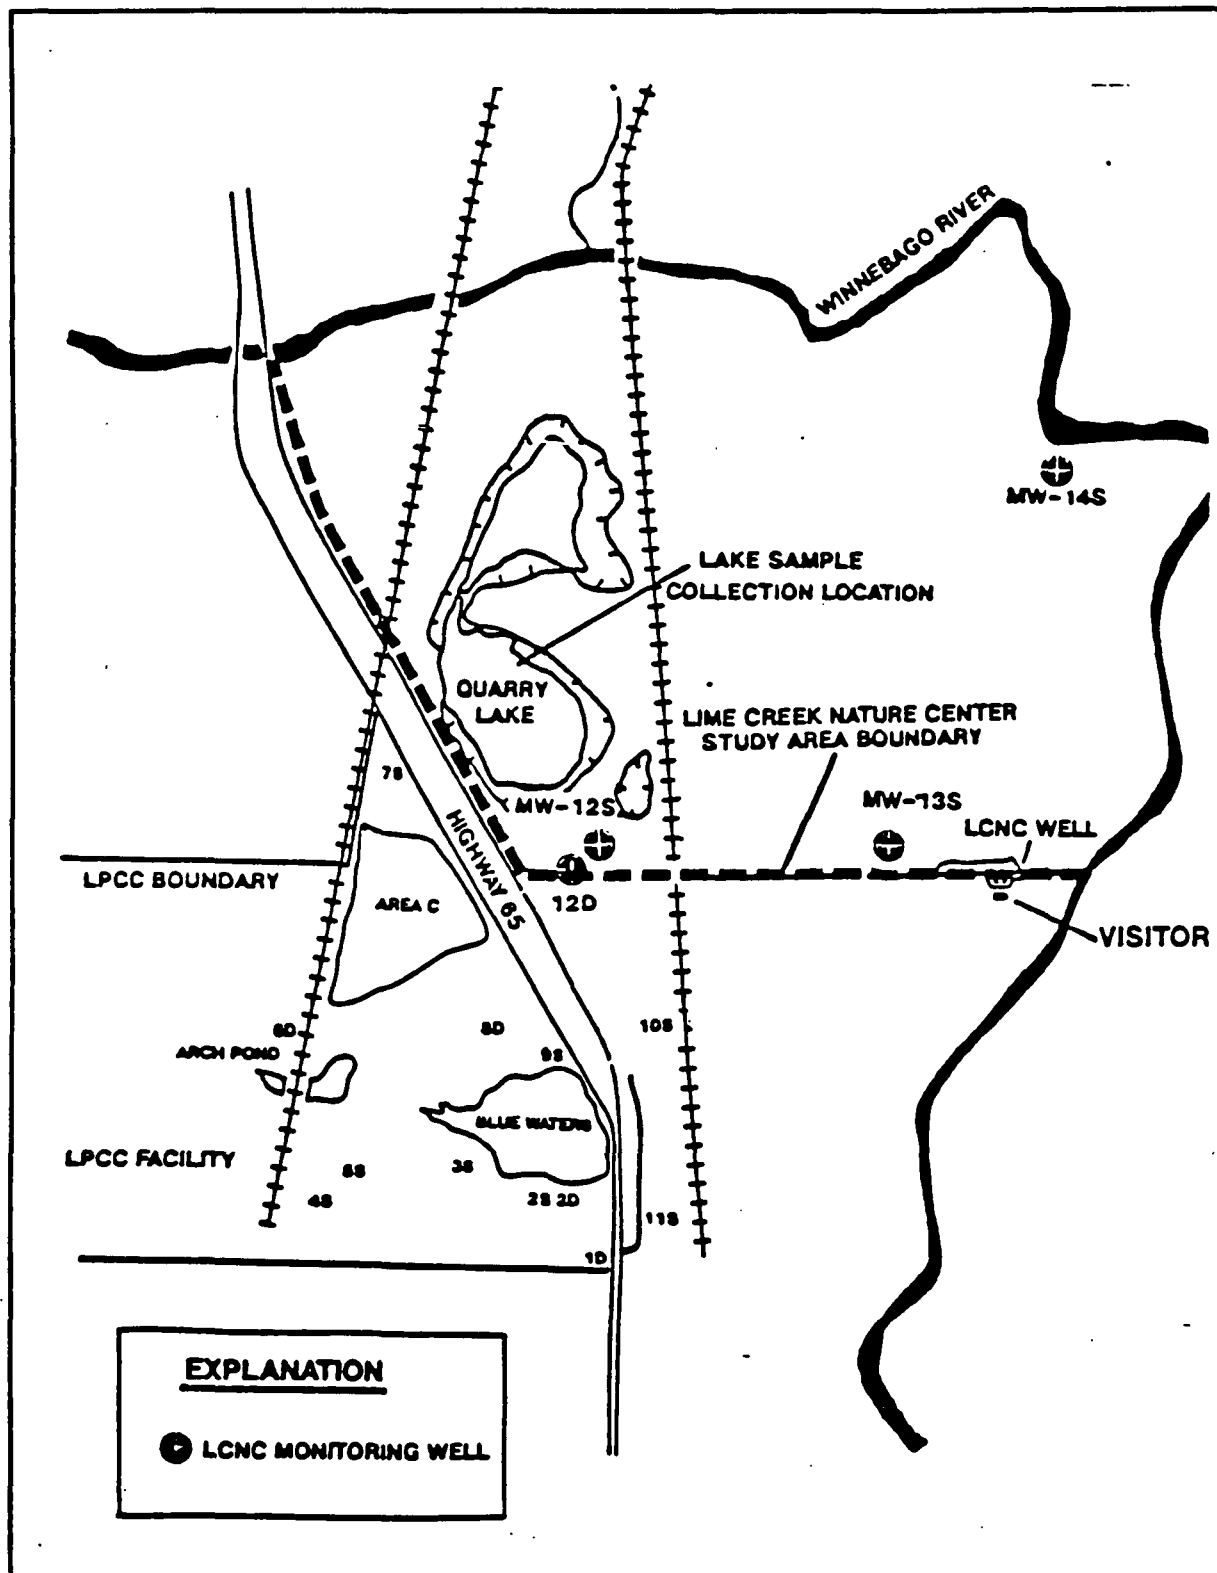 WINNEBAGO RIVER
MW-14S
LAKE SAMPLE
COLLECTION LOCATION
QUARRY
LAKE
LIME CREEK NATURE CENTER
STUDY AREA BOUNDARY
7S
MW-12S
MW-13S
HIGHWAY 65
LCNC WELL
LPCC BOUNDARY
AREA C
12D
VISITOR
6D
8D
10S
ARCH POND
9S
BLUE WATERS
LPCC FACILITY
3S
4S
2S 2D
11S
1D
EXPLANATION
LCNC MONITORING WELL